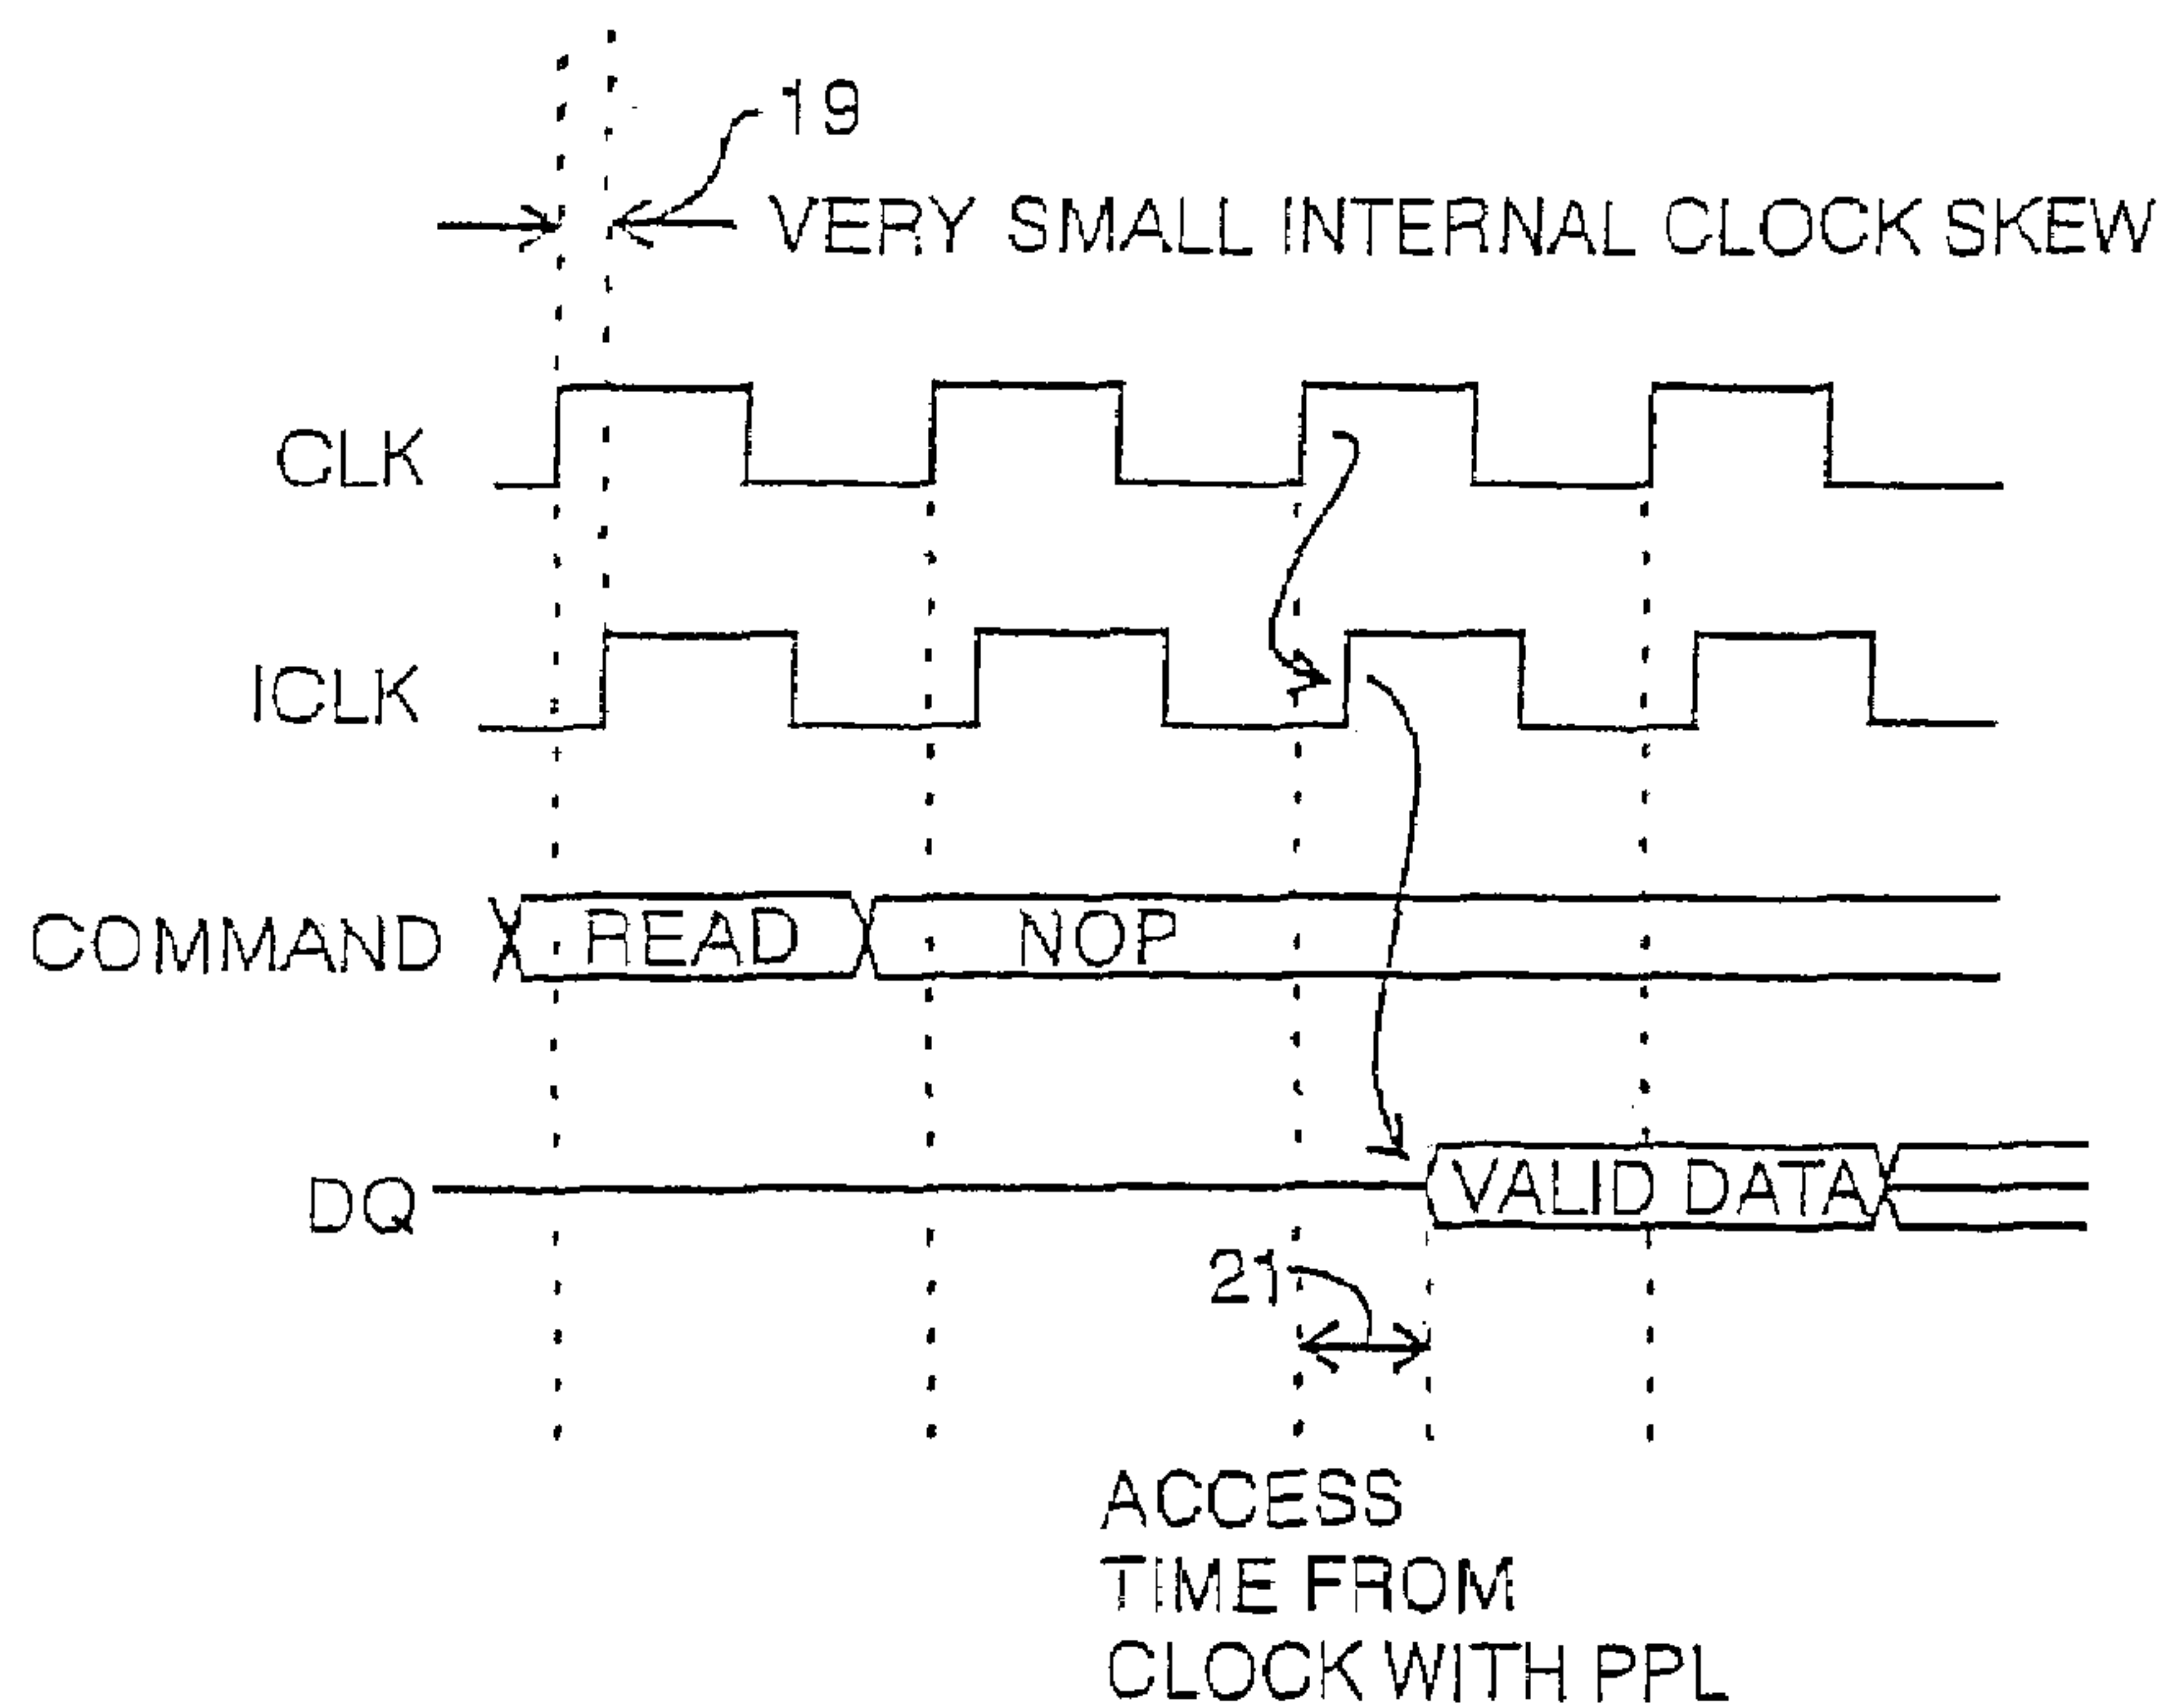 19
VERY SMALL INTERNAL CLOCK SKEW
CLK
ICLK
COMMAND READ NOP
DQ VALID DATA
21
ACCESS
TIME FROM
CLOCK WITH PPL